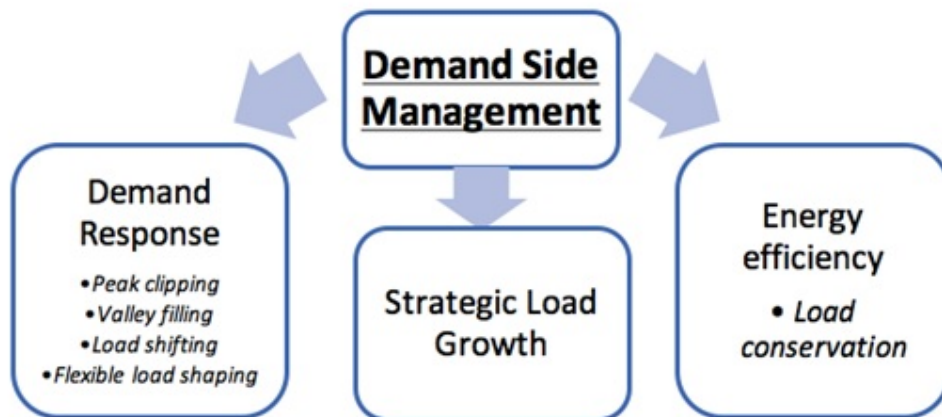 Demand Side
Management
Demand
Response
•Peak clipping
•Valley filling
•Load shifting
•Flexible load shaping
Strategic Load
Growth
Energy
efficiency
• Load
conservation